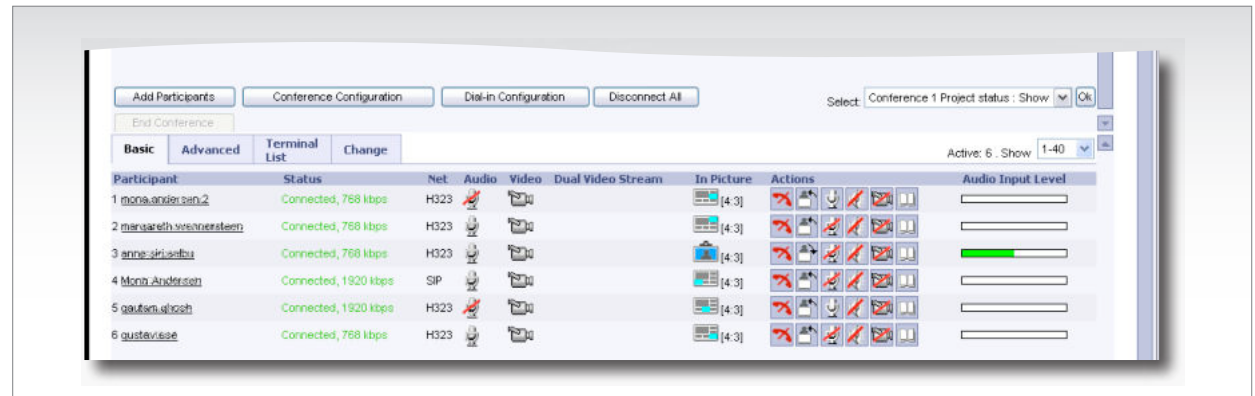 Add Participants Conference Configuration Dial-in Configuration Disconnect All Select: Conference 1 Project status : Show Ok
End Conference
Basic Advanced Terminal List Change Active: 6 . Show 1-40
Participant Status Net Audio Video Dual Video Stream In Picture Actions Audio Input Level
1 mona.andersen.2 Connected, 768 kbps H323 [4:3]
2 margareth.wennersteen Connected, 768 kbps H323 [4:3]
3 anne-siri.selbu Connected, 768 kbps H323 [4:3]
4 Mona Andersen Connected, 1920 kbps SIP [4:3]
5 gautam.ghosh Connected, 1920 kbps H323 [4:3]
6 Connected, 768 kbps H323 [4:3]